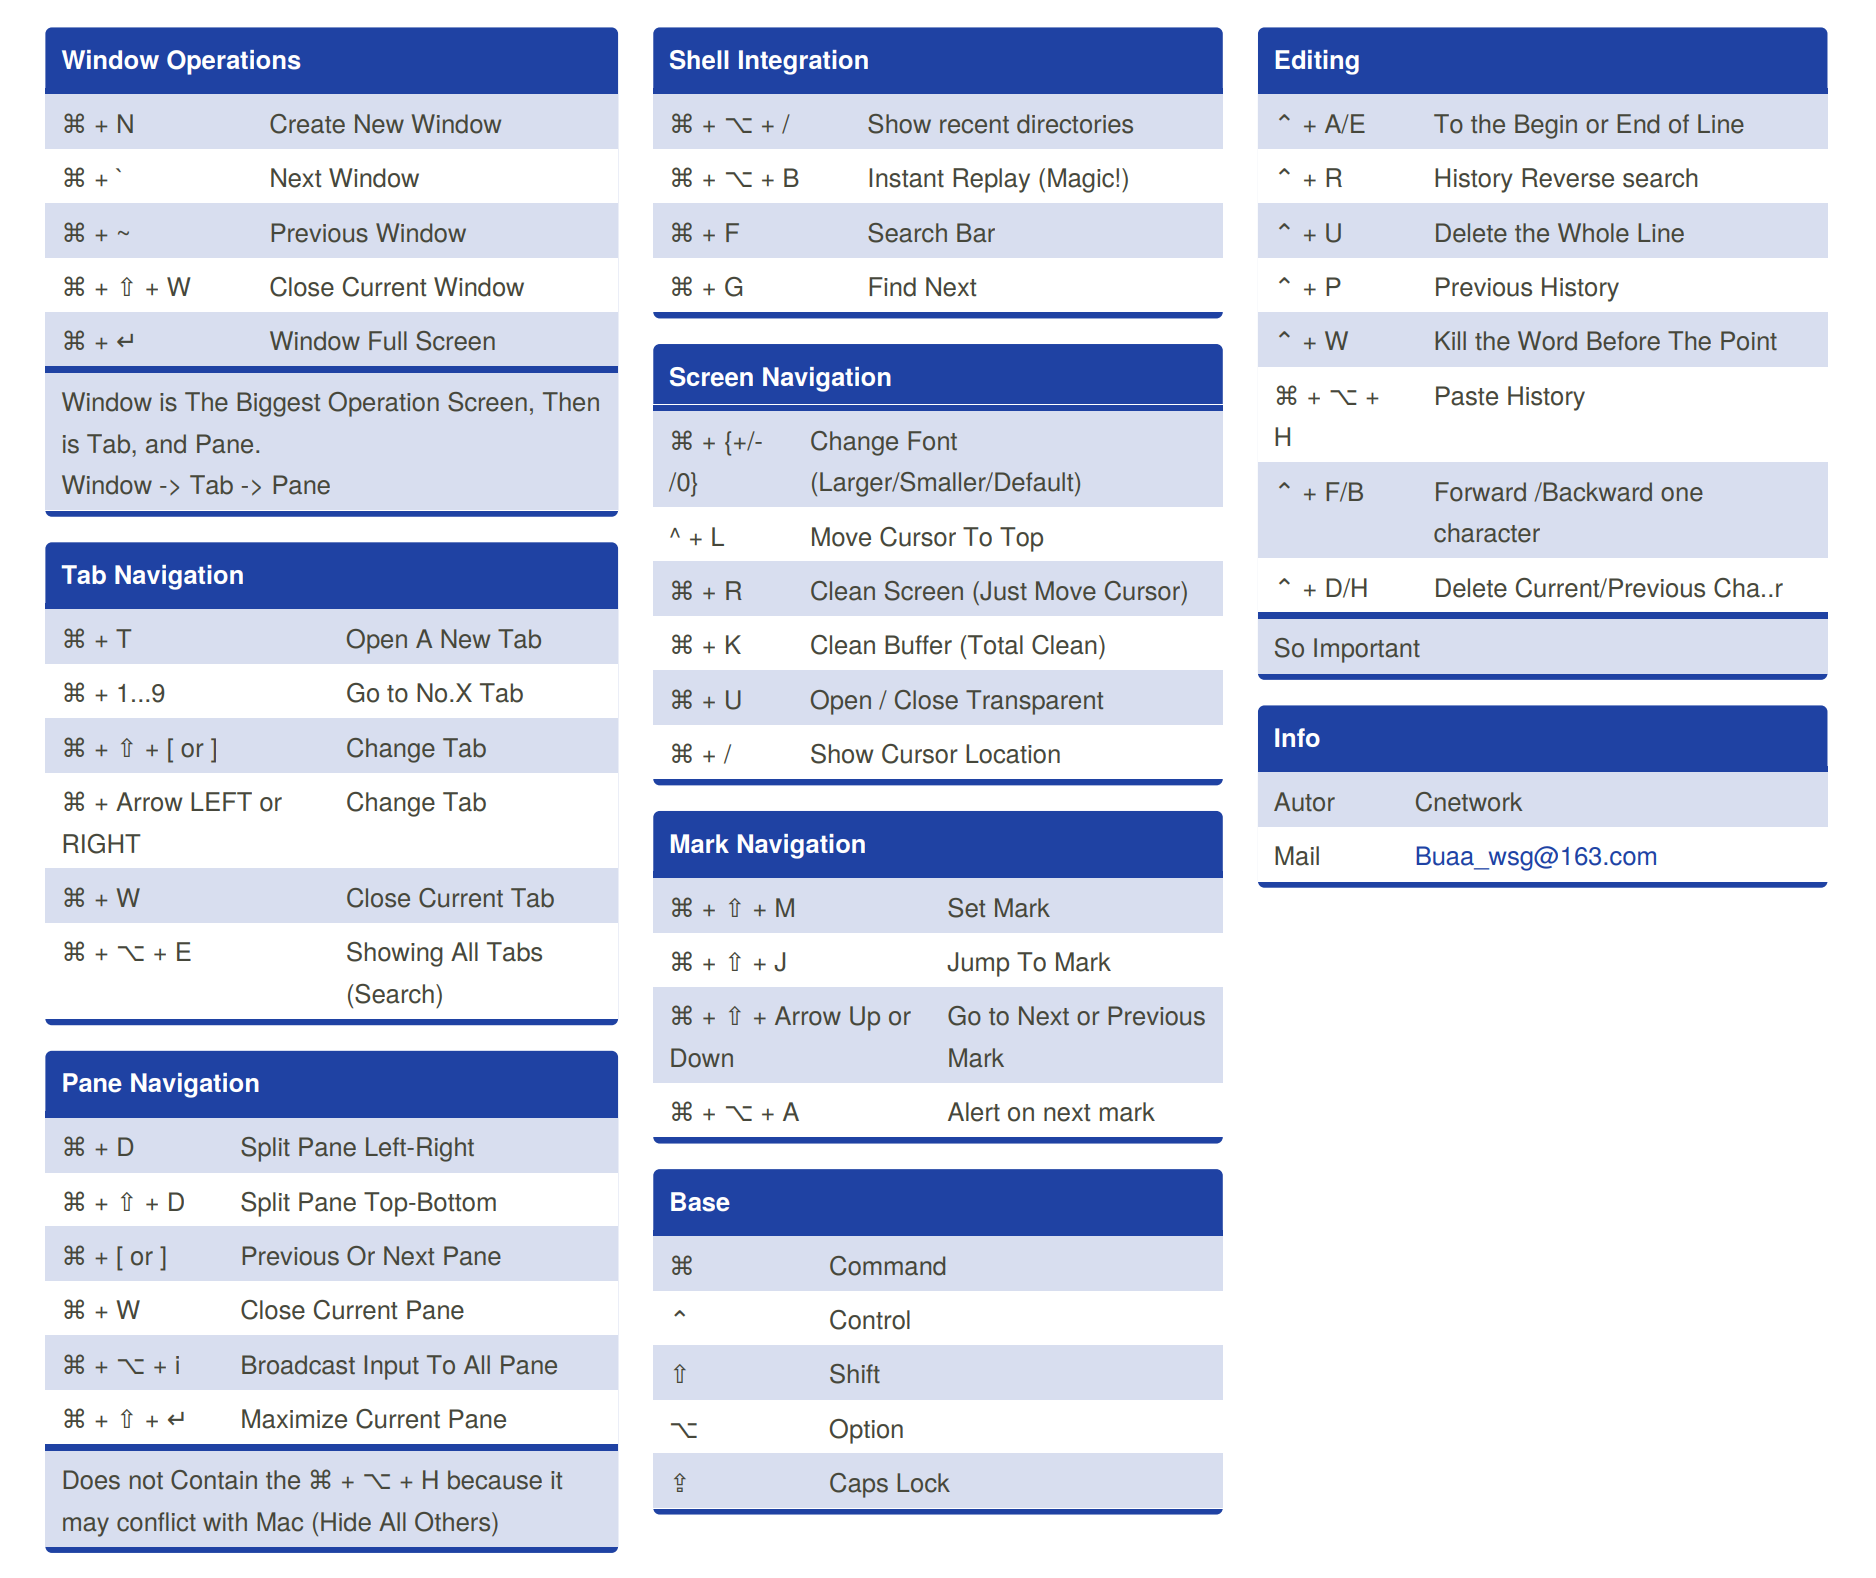 Window Operations
⌘ + N Create New Window
⌘ + ` Next Window
⌘ + ~ Previous Window
⌘ + ⇧ + W Close Current Window
⌘ + ↵ Window Full Screen
Window is The Biggest Operation Screen, Then
is Tab, and Pane.
Window -> Tab -> Pane
Tab Navigation
⌘ + T Open A New Tab
⌘ + 1...9 Go to No.X Tab
⌘ + ⇧ + [ or ] Change Tab
⌘ + Arrow LEFT or Change Tab
RIGHT
⌘ + W Close Current Tab
⌘ + ⌥ + E Showing All Tabs
(Search)
Pane Navigation
⌘ + D Split Pane Left-Right
⌘ + ⇧ + D Split Pane Top-Bottom
⌘ + [ or ] Previous Or Next Pane
⌘ + W Close Current Pane
⌘ + ⌥ + i Broadcast Input To All Pane
⌘ + ⇧ + ↵ Maximize Current Pane
Does not Contain the ⌘ + ⌥ + H because it
may conflict with Mac (Hide All Others)
Shell Integration
⌘ + ⌥ + / Show recent directories
⌘ + ⌥ + B Instant Replay (Magic!)
⌘ + F Search Bar
⌘ + G Find Next
Screen Navigation
⌘ + {+/- Change Font
/0} (Larger/Smaller/Default)
^ + L Move Cursor To Top
⌘ + R Clean Screen (Just Move Cursor)
⌘ + K Clean Buffer (Total Clean)
⌘ + U Open / Close Transparent
⌘ + / Show Cursor Location
Mark Navigation
⌘ + ⇧ + M Set Mark
⌘ + ⇧ + J Jump To Mark
⌘ + ⇧ + Arrow Up or Go to Next or Previous
Down Mark
⌘ + ⌥ + A Alert on next mark
Base
⌘ Command
⌃ Control
⇧ Shift
⌥ Option
⇪ Caps Lock
Editing
⌃ + A/E To the Begin or End of Line
⌃ + R History Reverse search
⌃ + U Delete the Whole Line
⌃ + P Previous History
⌃ + W Kill the Word Before The Point
⌘ + ⌥ + Paste History
H
⌃ + F/B Forward /Backward one
character
⌃ + D/H Delete Current/Previous Cha..r
So Important
Info
Autor Cnetwork
Mail Buaa_wsg@163.com